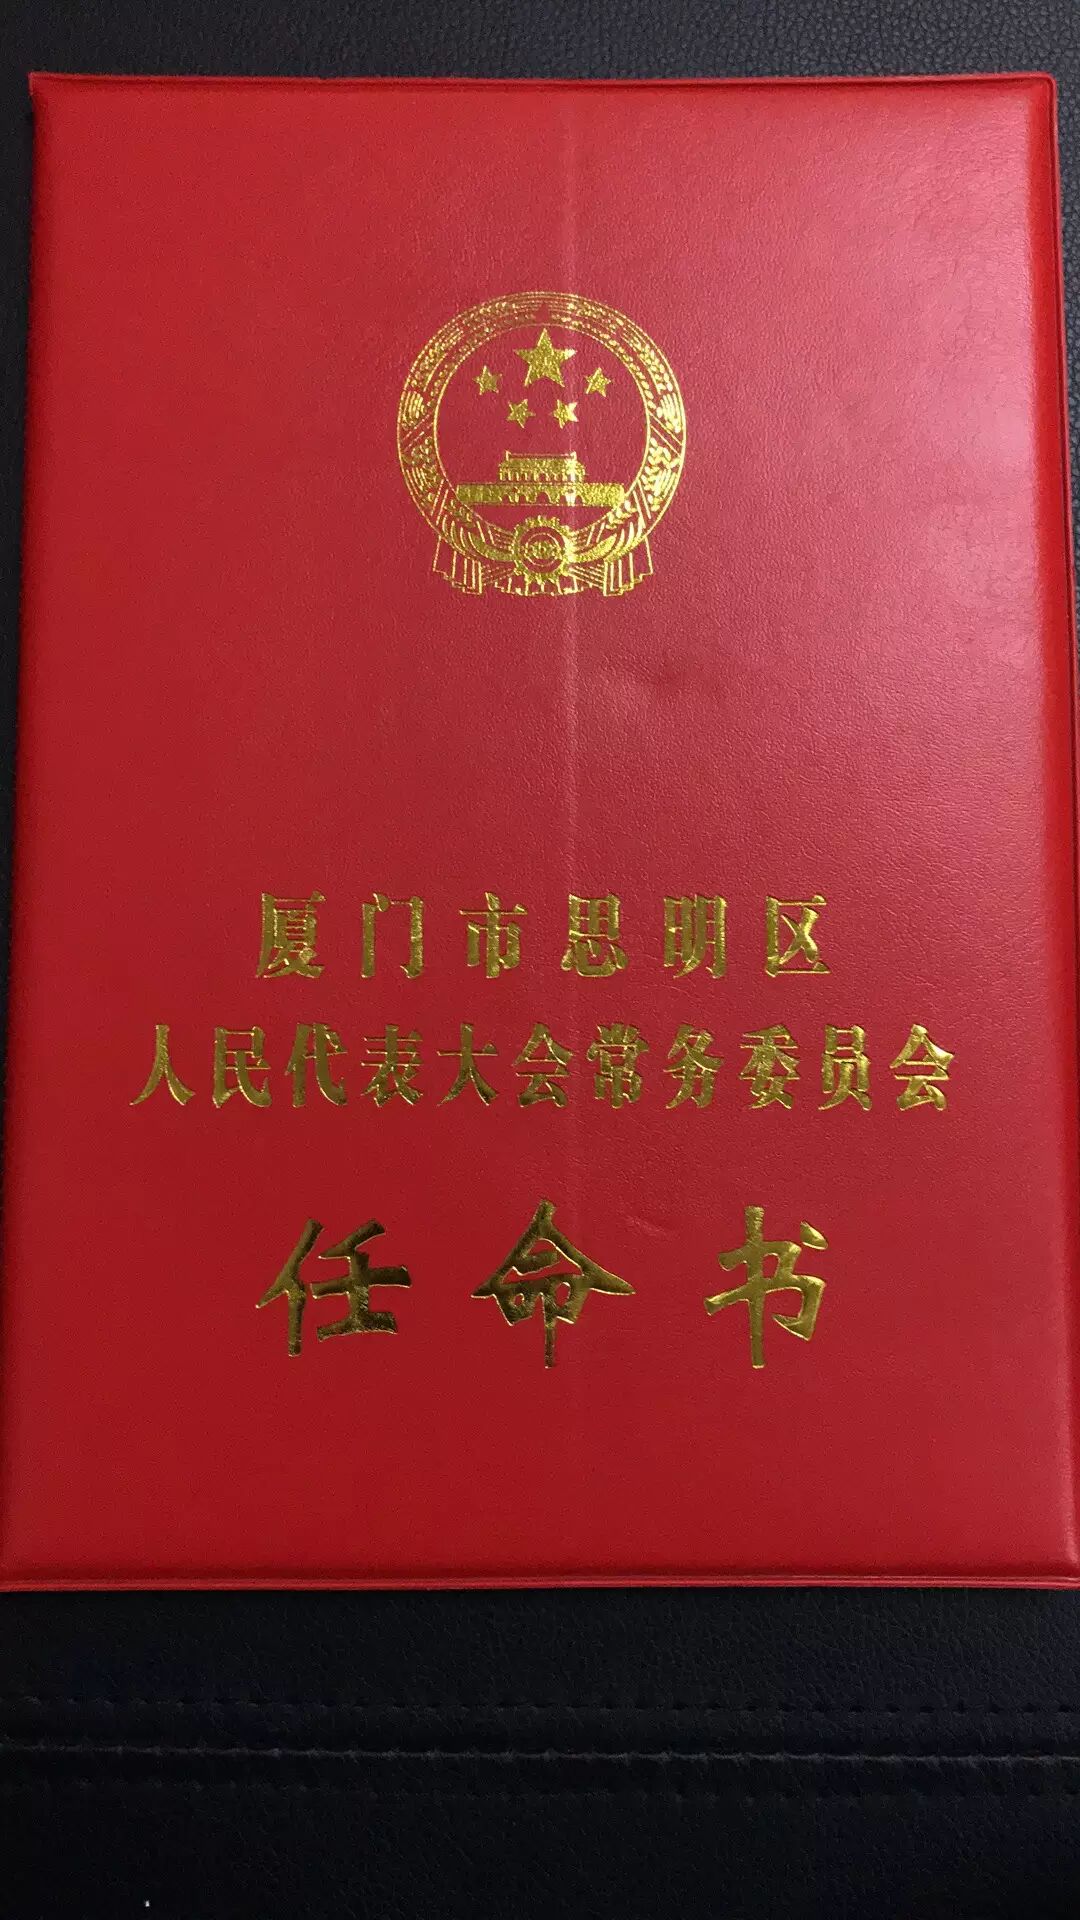 厦门市思明区
人民代表大会常务委员会
任命书